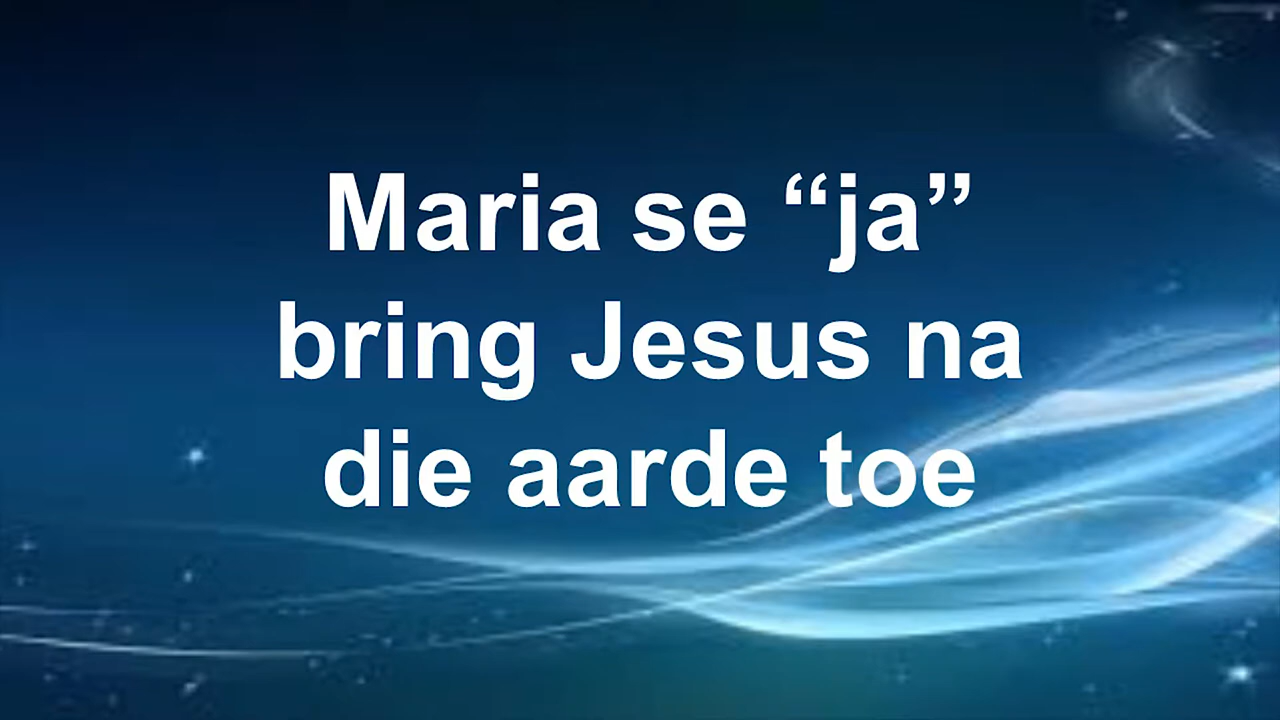 Maria se “ja”
bring Jesus na
die aarde toe